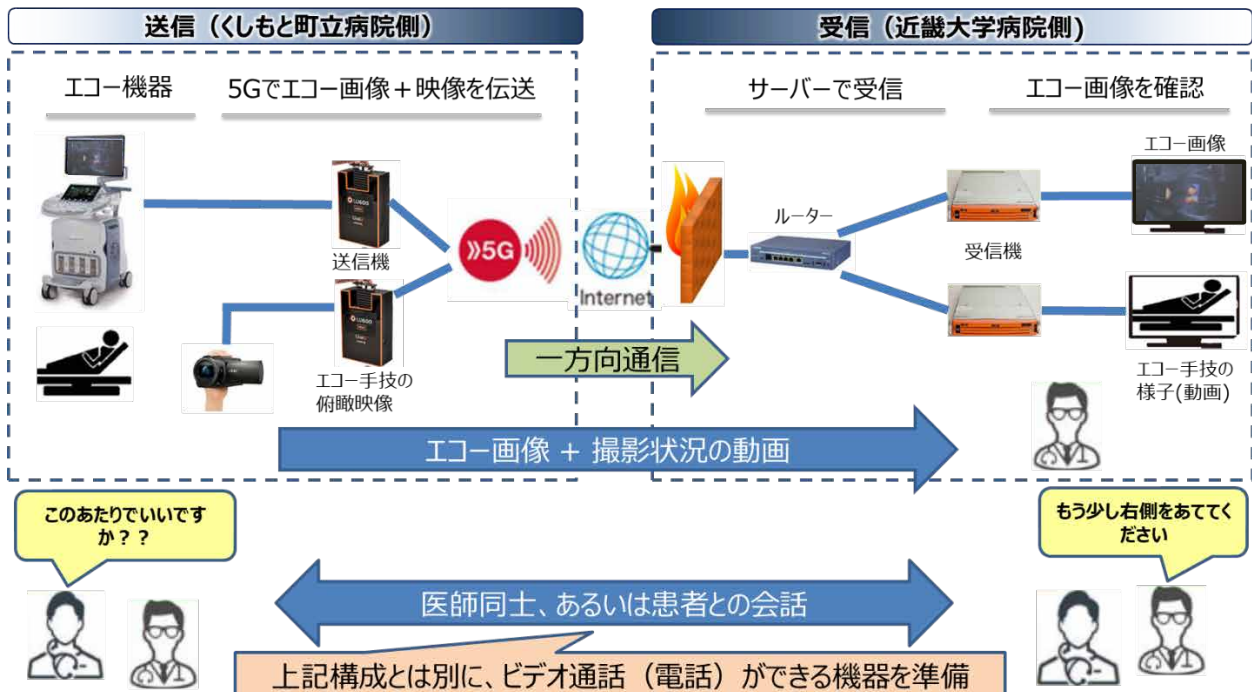 送信（くしもと町立病院側）
受信（近畿大学病院側)
エコー機器
5Gでエコー画像＋映像を伝送
サーバーで受信
エコー画像を確認
エコー画像
ルーター
送信機
»5G
Internet
受信機
エコー手技の
俯瞰映像
一方向通信
エコー手技の
様子(動画)
エコー画像 + 撮影状況の動画
このあたりでいいです
か？？
もう少し右側をあててく
ださい
医師同士、あるいは患者との会話
上記構成とは別に、ビデオ通話（電話）ができる機器を準備